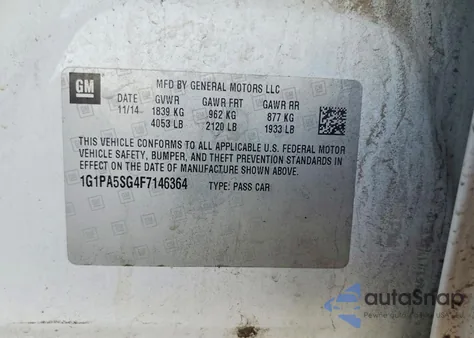 GM
MFD BY GENERAL MOTORS LLC
DATE GVWR GAWR FRT GAWR RR
11/14 1839 KG 962 KG 877 KG
4053 LB 2120 LB 1933 LB
THIS VEHICLE CONFORMS TO ALL APPLICABLE U.S. FEDERAL MOTOR
VEHICLE SAFETY, BUMPER, AND THEFT PREVENTION STANDARDS IN
EFFECT ON THE DATE OF MANUFACTURE SHOWN ABOVE.
1G1PA5SG4F7146364 TYPE: PASS CAR
autoSnap